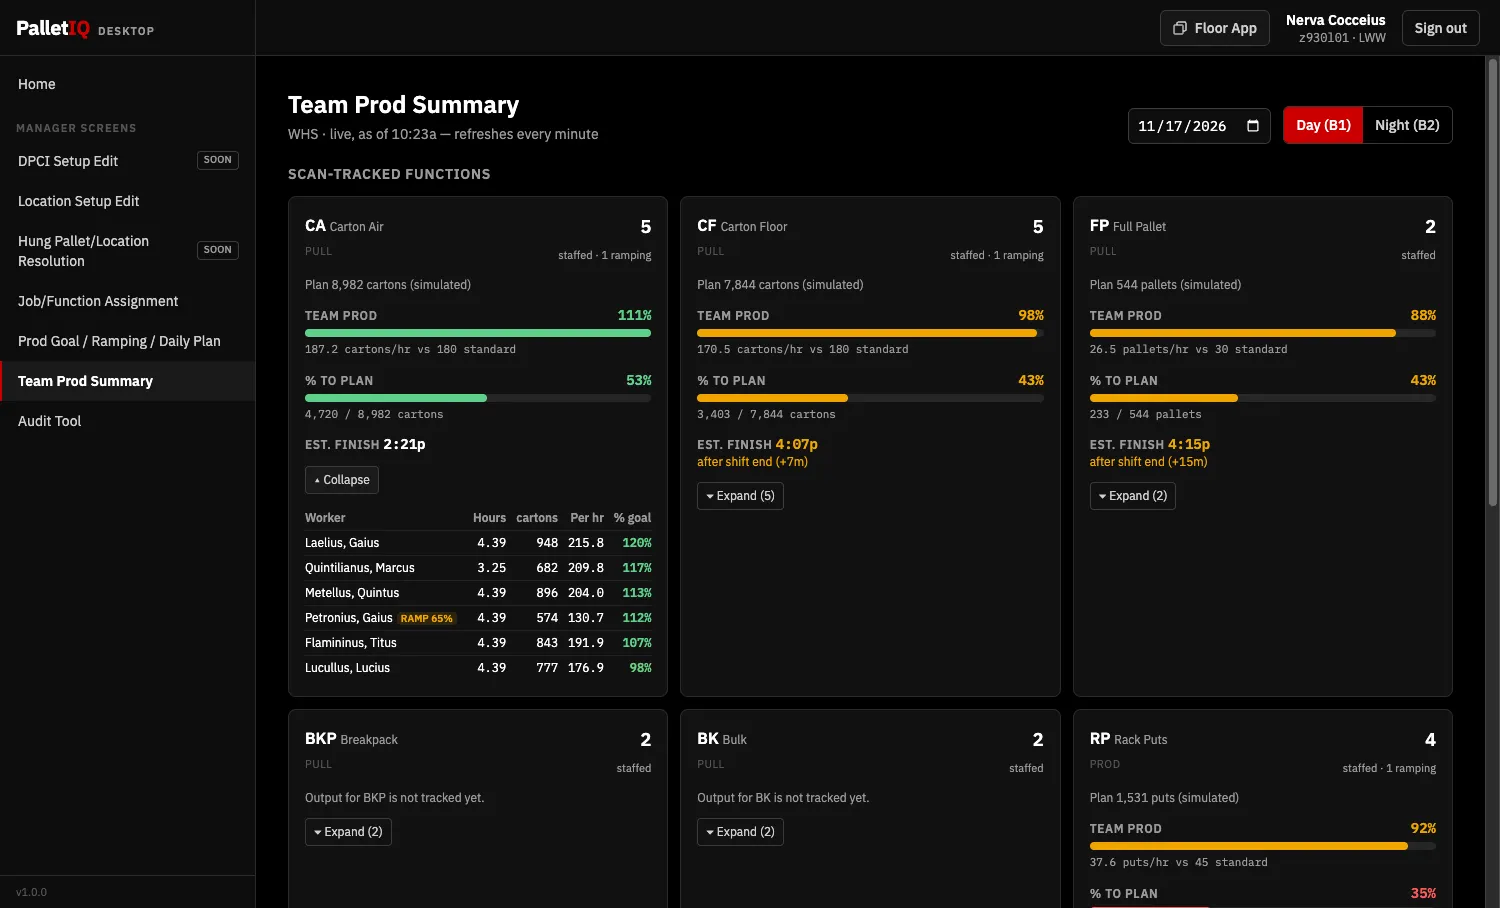 PalletIQ DESKTOP
Floor App
Nerva Cocceius
z930l01 · LWW
Sign out
Home
MANAGER SCREENS
DPCI Setup Edit SOON
Location Setup Edit
Hung Pallet/Location Resolution SOON
Job/Function Assignment
Prod Goal / Ramping / Daily Plan
Team Prod Summary
Audit Tool
v1.0.0
Team Prod Summary
WHS · live, as of 10:23a — refreshes every minute
11/17/2026
Day (B1) Night (B2)
SCAN-TRACKED FUNCTIONS
CA Carton Air 5
PULL staffed · 1 ramping
Plan 8,982 cartons (simulated)
TEAM PROD 111%
187.2 cartons/hr vs 180 standard
% TO PLAN 53%
4,720 / 8,982 cartons
EST. FINISH 2:21p
▴ Collapse
Worker Hours cartons Per hr % goal
Laelius, Gaius 4.39 948 215.8 120%
Quintilianus, Marcus 3.25 682 209.8 117%
Metellus, Quintus 4.39 896 204.0 113%
Petronius, Gaius RAMP 65% 4.39 574 130.7 112%
Flamininus, Titus 4.39 843 191.9 107%
Lucullus, Lucius 4.39 777 176.9 98%
CF Carton Floor 5
PULL staffed · 1 ramping
Plan 7,844 cartons (simulated)
TEAM PROD 98%
170.5 cartons/hr vs 180 standard
% TO PLAN 43%
3,403 / 7,844 cartons
EST. FINISH 4:07p
after shift end (+7m)
▾ Expand (5)
FP Full Pallet 2
PULL staffed
Plan 544 pallets (simulated)
TEAM PROD 88%
26.5 pallets/hr vs 30 standard
% TO PLAN 43%
233 / 544 pallets
EST. FINISH 4:15p
after shift end (+15m)
▾ Expand (2)
BKP Breakpack 2
PULL staffed
Output for BKP is not tracked yet.
▾ Expand (2)
BK Bulk 2
PULL staffed
Output for BK is not tracked yet.
▾ Expand (2)
RP Rack Puts 4
PROD staffed · 1 ramping
Plan 1,531 puts (simulated)
TEAM PROD 92%
37.6 puts/hr vs 45 standard
% TO PLAN 35%